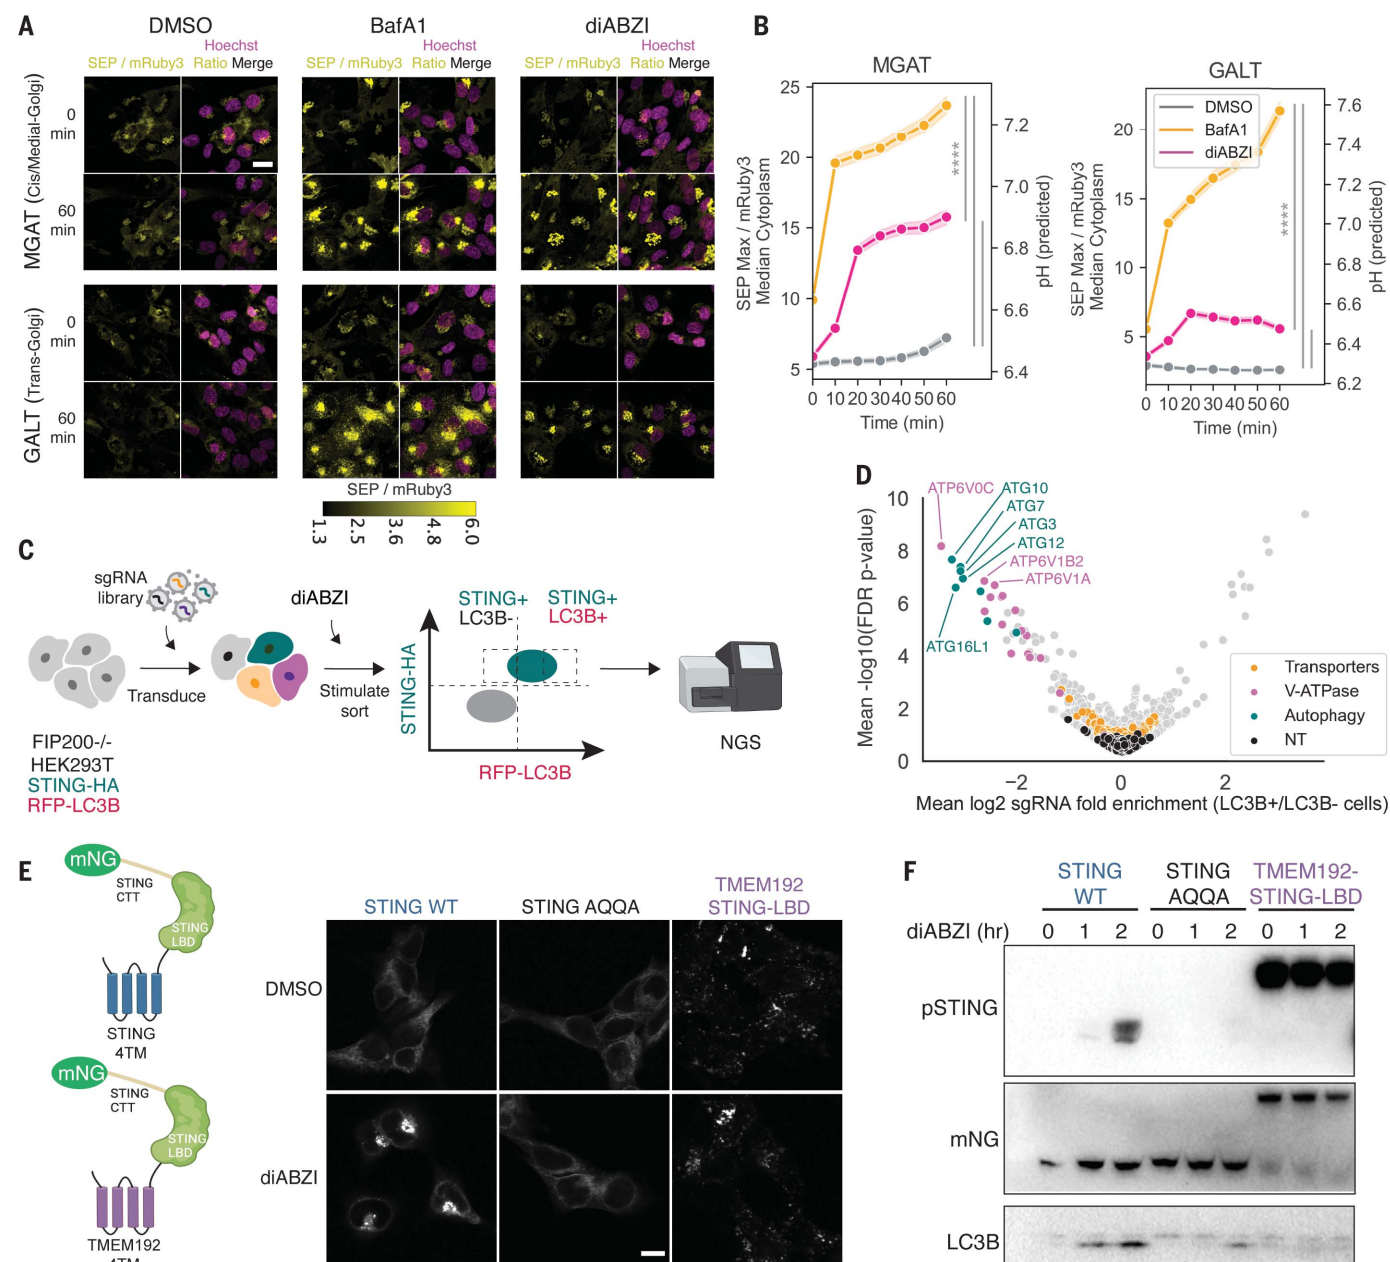 A
DMSO
BafA1
diABZI
Hoechst
Hoechst
Hoechst
SEP / mRuby3 Ratio Merge
SEP / mRuby3 Ratio Merge
SEP / mRuby3 Ratio Merge
MGAT (Cis/Medial-Golgi)
0
min
60
min
GALT (Trans-Golgi)
0
min
60
min
SEP / mRuby3
1.3
2.5
3.6
4.8
6.0
B
MGAT
25
20
15
10
5
SEP Max / mRuby3
Median Cytoplasm
7.2
7.0
6.8
6.6
6.4
pH (predicted)
****
0 10 20 30 40 50 60
Time (min)
GALT
DMSO
BafA1
diABZI
20
15
10
5
SEP Max / mRuby3
Median Cytoplasm
7.6
7.4
7.2
7.0
6.8
6.6
6.4
6.2
pH (predicted)
****
0 10 20 30 40 50 60
Time (min)
C
sgRNA
library
Transduce
diABZI
Stimulate
sort
STING+
LC3B-
STING+
LC3B+
STING-HA
RFP-LC3B
NGS
FIP200-/-
HEK293T
STING-HA
RFP-LC3B
D
10
8
6
4
2
0
Mean -log10(FDR p-value)
ATP6V0C
ATG10
ATG7
ATG3
ATG12
ATP6V1B2
ATP6V1A
ATG16L1
Transporters
V-ATPase
Autophagy
NT
−2
0
2
Mean log2 sgRNA fold enrichment (LC3B+/LC3B- cells)
E
mNG
STING
CTT
STING
LBD
STING
4TM
mNG
STING
CTT
STING
LBD
TMEM192
4TM
STING WT
STING AQQA
TMEM192
STING-LBD
DMSO
diABZI
F
STING
WT
STING
AQQA
TMEM192-
STING-LBD
diABZI (hr) 0 1 2 0 1 2 0 1 2
pSTING
mNG
LC3B